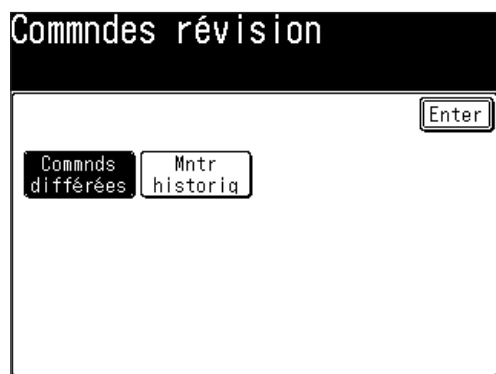 Commndes révision
Enter
Commnds
différées
Mntr
historiq